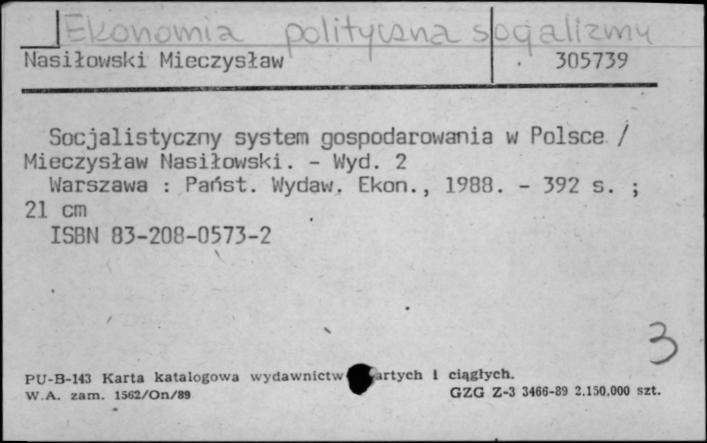 Ekonomia polityczna socjalizmu
Nasiłowski Mieczysław 305739
Socjalistyczny system gospodarowania w Polsce /
Mieczysław Nasiłowski. - Wyd. 2
Warszawa : Państ. Wydaw. Ekon., 1988. - 392 s. ;
21 cm
ISBN 83-208-0573-2
3
PU-B-143 Karta katalogowa wydawnictw artych i ciągłych.
W.A. zam. 1562/On/89 GZG Z-3 3466-89 2.150.000 szt.